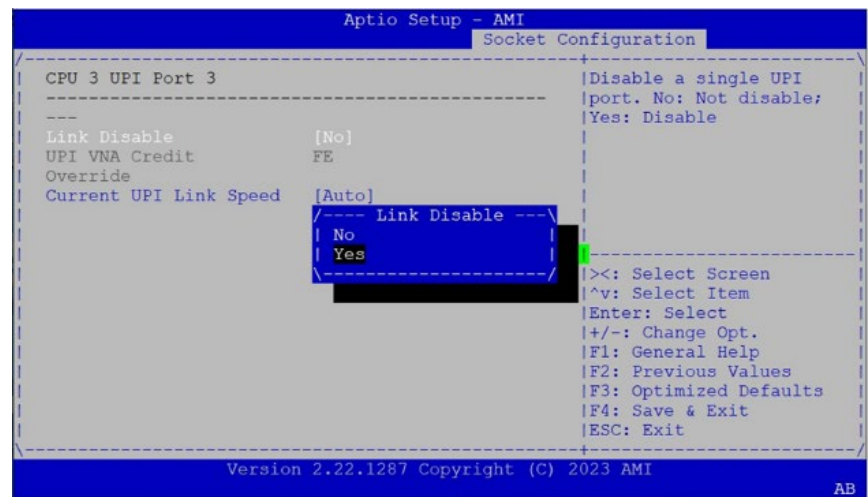 Aptio Setup - AMI
Socket Configuration
CPU 3 UPI Port 3
---
Link Disable [No]
UPI VNA Credit FE
Override
Current UPI Link Speed [Auto]
Link Disable
No
Yes
Disable a single UPI
port. No: Not disable;
Yes: Disable
><: Select Screen
^v: Select Item
Enter: Select
+/-: Change Opt.
F1: General Help
F2: Previous Values
F3: Optimized Defaults
F4: Save & Exit
ESC: Exit
Version 2.22.1287 Copyright (C) 2023 AMI
AB